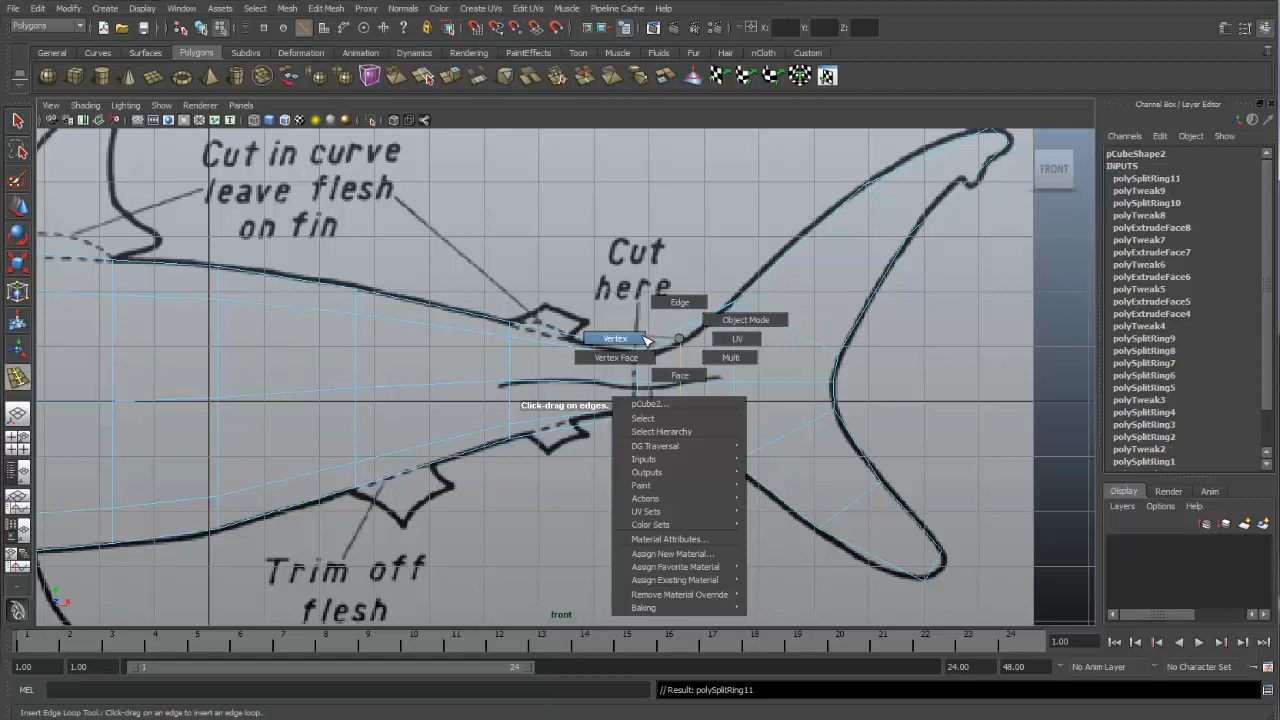 File Edit Modify Create Display Window Assets Select Mesh Edit Mesh Proxy Normals Color Create UVs Edit UVs Muscle Pipeline Cache Help
Polygons X: Y: Z:
General Curves Surfaces Polygons Subdivs Deformation Animation Dynamics Rendering PaintEffects Toon Muscle Fluids Fur Hair nCloth Custom
View Shading Lighting Show Renderer Panels
Channel Box / Layer Editor
Channels Edit Object Show
pCubeShape2
INPUTS
polySplitRing11
polyTweak9
polySplitRing10
polyTweak8
polyExtrudeFace8
polyTweak7
polyExtrudeFace7
polyTweak6
polyExtrudeFace6
polyTweak5
polyExtrudeFace5
polyExtrudeFace4
polyTweak4
polySplitRing9
polySplitRing8
polySplitRing7
polySplitRing6
polySplitRing5
polyTweak3
polySplitRing4
polySplitRing3
polySplitRing2
polyTweak2
polySplitRing1
Cut in curve
leave flesh
on fin
Cut
here
FRONT
Edge
Object Mode
Vertex
UV
Vertex Face
Multi
Face
Click-drag on edges.
pCube2...
Select
Select Hierarchy
DG Traversal
Inputs
Outputs
Paint
Actions
UV Sets
Color Sets
Material Attributes...
Assign New Material...
Assign Favorite Material
Assign Existing Material
Remove Material Override
Baking
Trim off
flesh
front
Display Render Anim
Layers Options Help
1 2 3 4 5 6 7 8 9 10 11 12 13 14 15 16 17 18 19 20 21 22 23 24 1.00
1.00 1.00 1 24 24.00 48.00 No Anim Layer No Character Set
MEL // Result: polySplitRing11
Insert Edge Loop Tool: Click-drag on an edge to insert an edge loop.